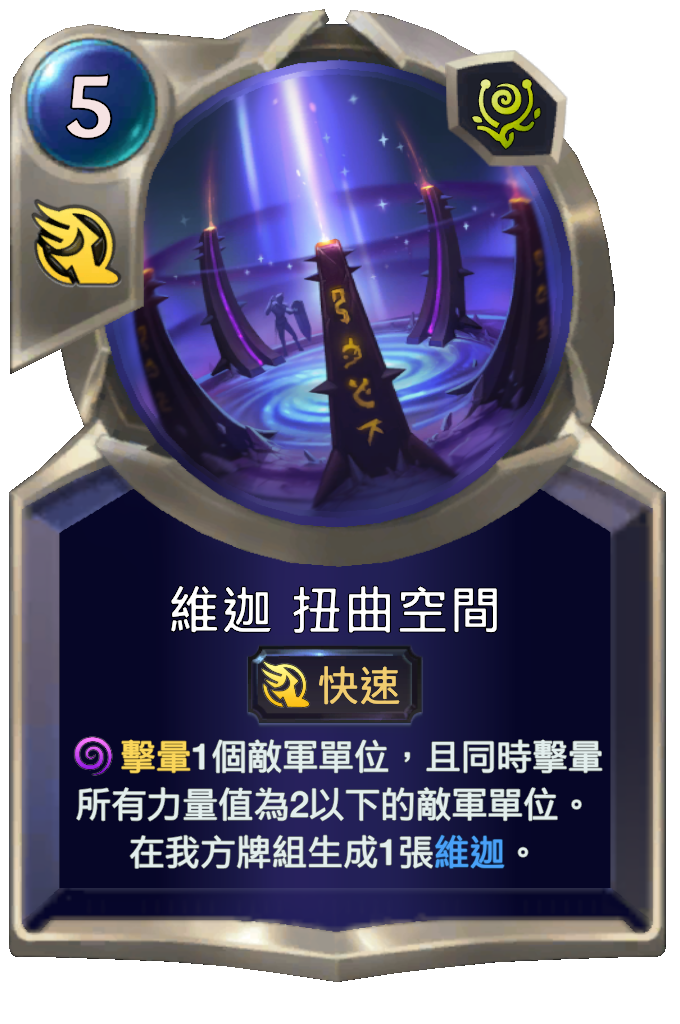 5
維迦 扭曲空間
快速
擊暈1個敵軍單位，且同時擊暈
所有力量值為2以下的敵軍單位。
在我方牌組生成1張維迦。